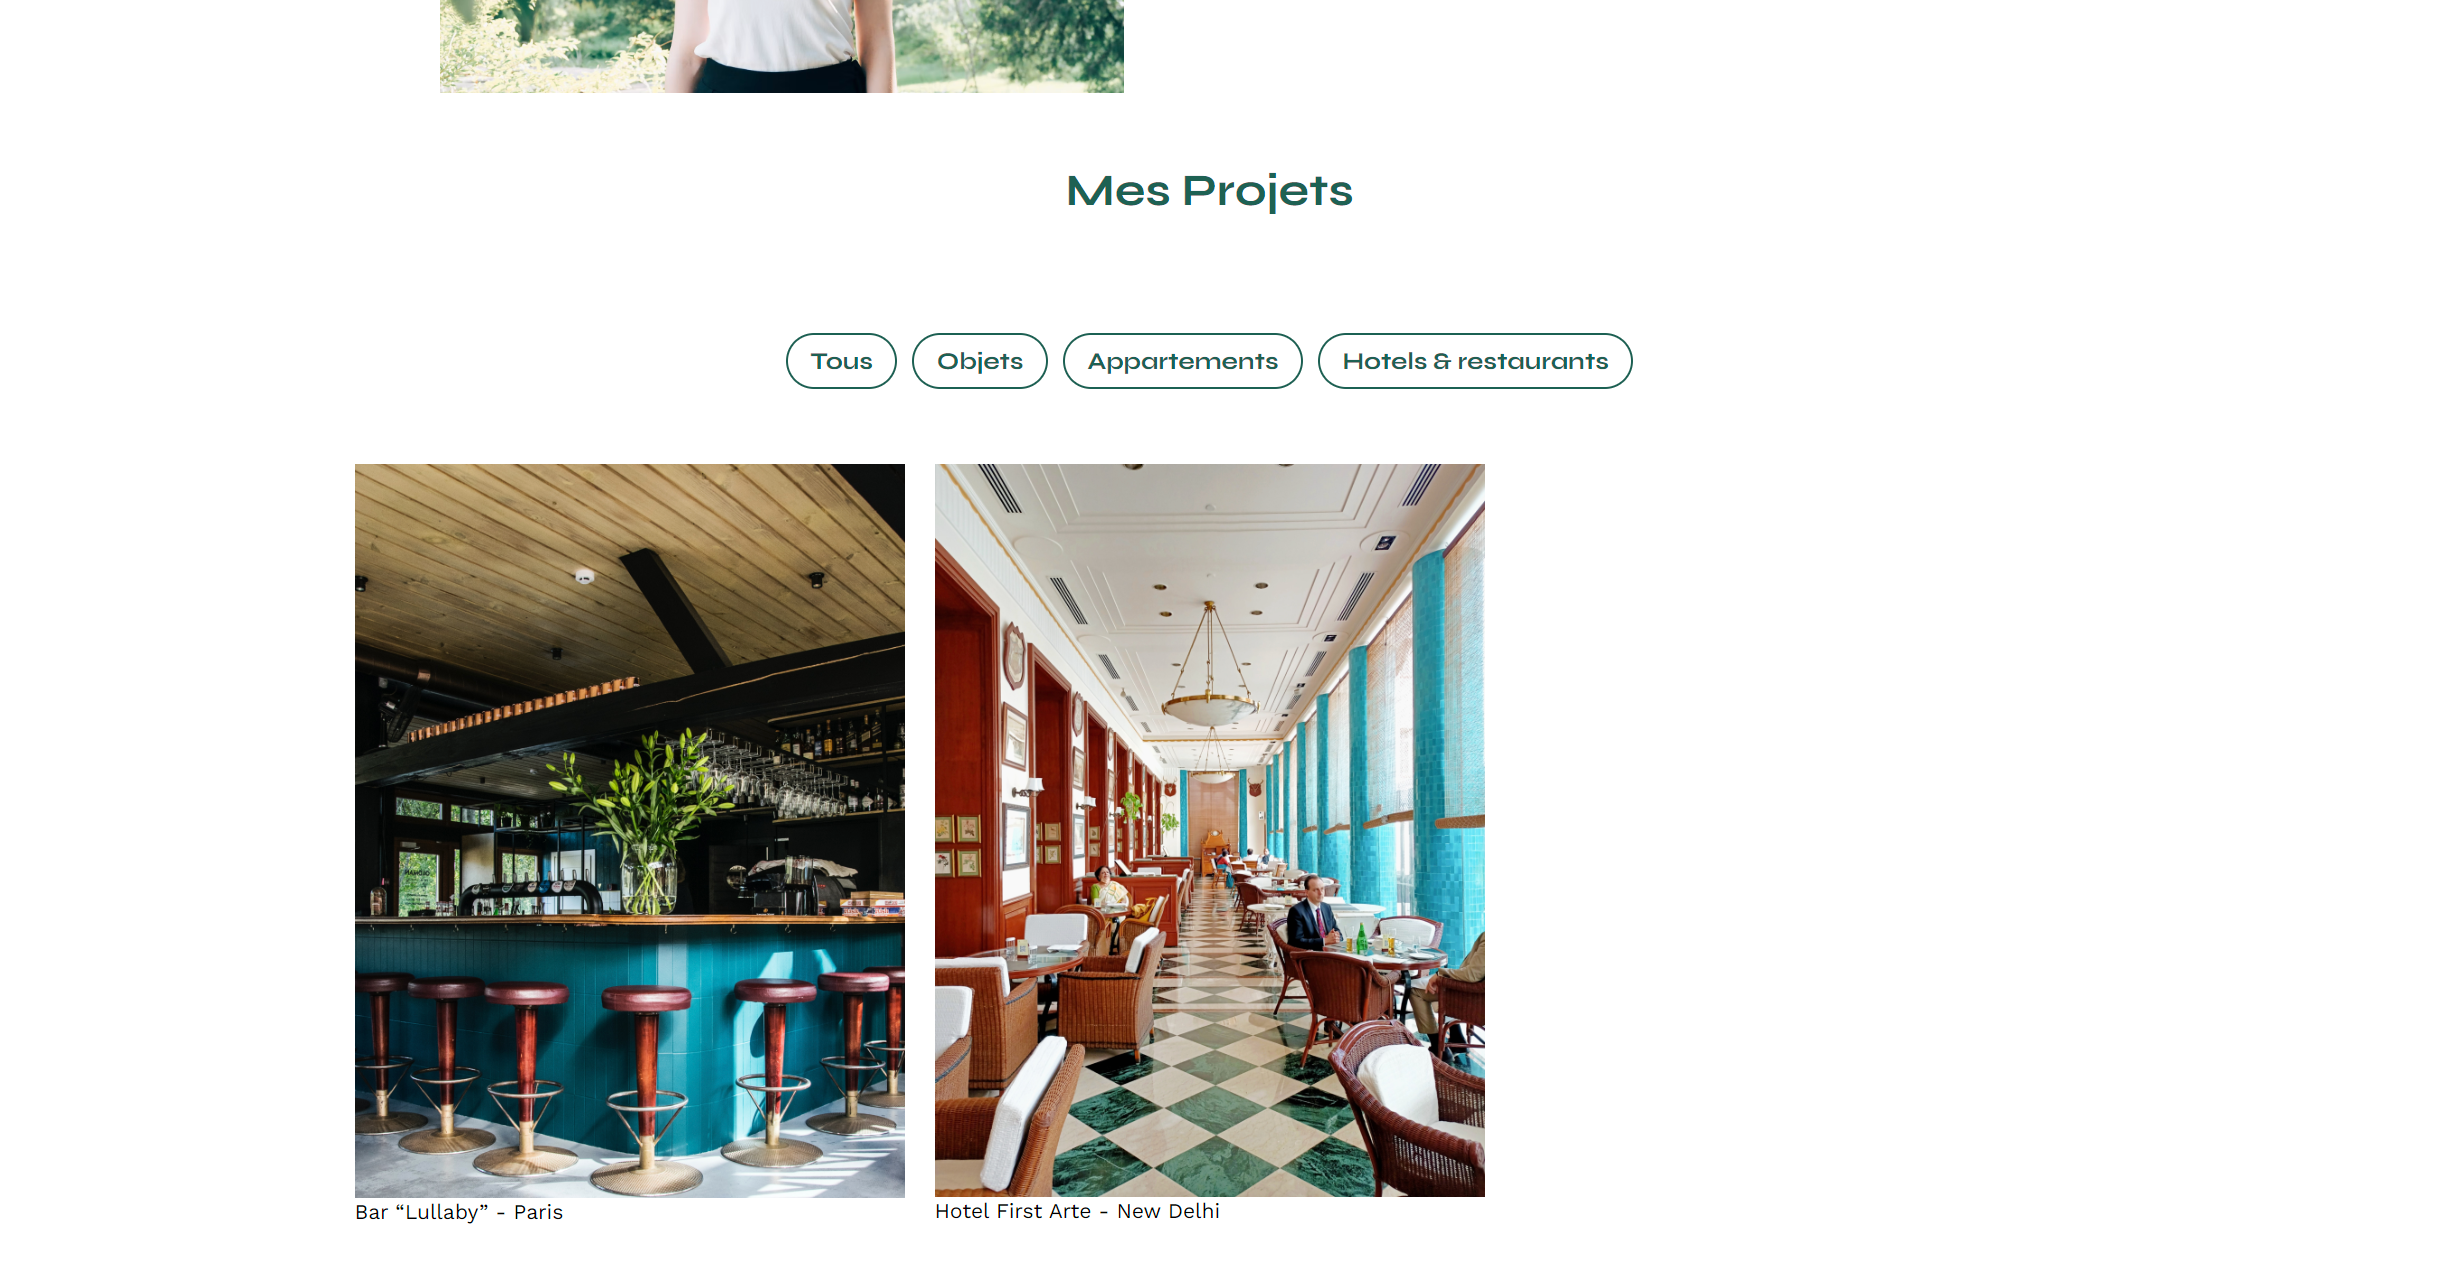 Mes Projets
Tous
Objets
Appartements
Hotels & restaurants
Bar “Lullaby” - Paris
Hotel First Arte - New Delhi